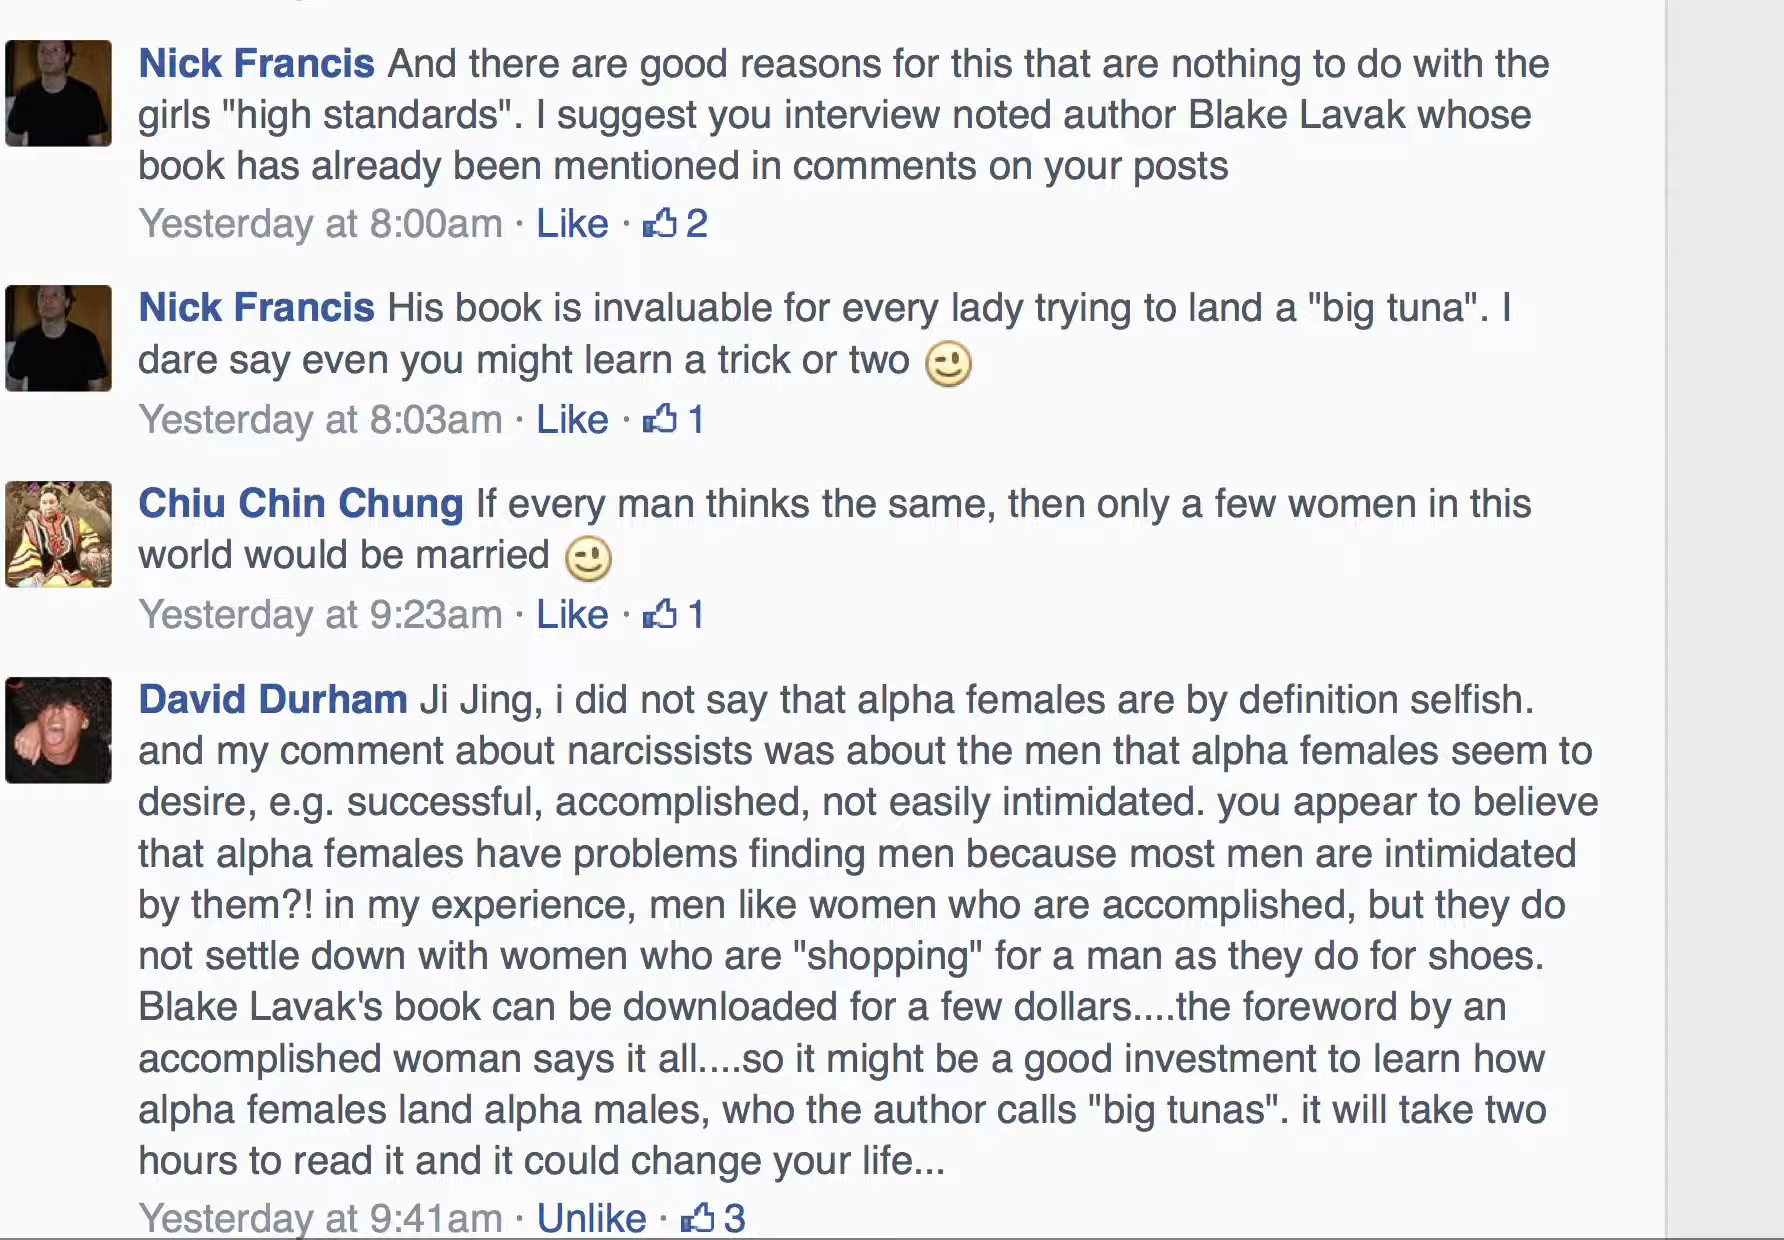 Nick Francis And there are good reasons for this that are nothing to do with the
girls "high standards". I suggest you interview noted author Blake Lavak whose
book has already been mentioned in comments on your posts
Yesterday at 8:00am · Like · 2
Nick Francis His book is invaluable for every lady trying to land a "big tuna". I
dare say even you might learn a trick or two
Yesterday at 8:03am · Like · 1
Chiu Chin Chung If every man thinks the same, then only a few women in this
world would be married
Yesterday at 9:23am · Like · 1
David Durham Ji Jing, i did not say that alpha females are by definition selfish.
and my comment about narcissists was about the men that alpha females seem to
desire, e.g. successful, accomplished, not easily intimidated. you appear to believe
that alpha females have problems finding men because most men are intimidated
by them?! in my experience, men like women who are accomplished, but they do
not settle down with women who are "shopping" for a man as they do for shoes.
Blake Lavak's book can be downloaded for a few dollars....the foreword by an
accomplished woman says it all....so it might be a good investment to learn how
alpha females land alpha males, who the author calls "big tunas". it will take two
hours to read it and it could change your life...
Yesterday at 9:41am · Unlike · 3